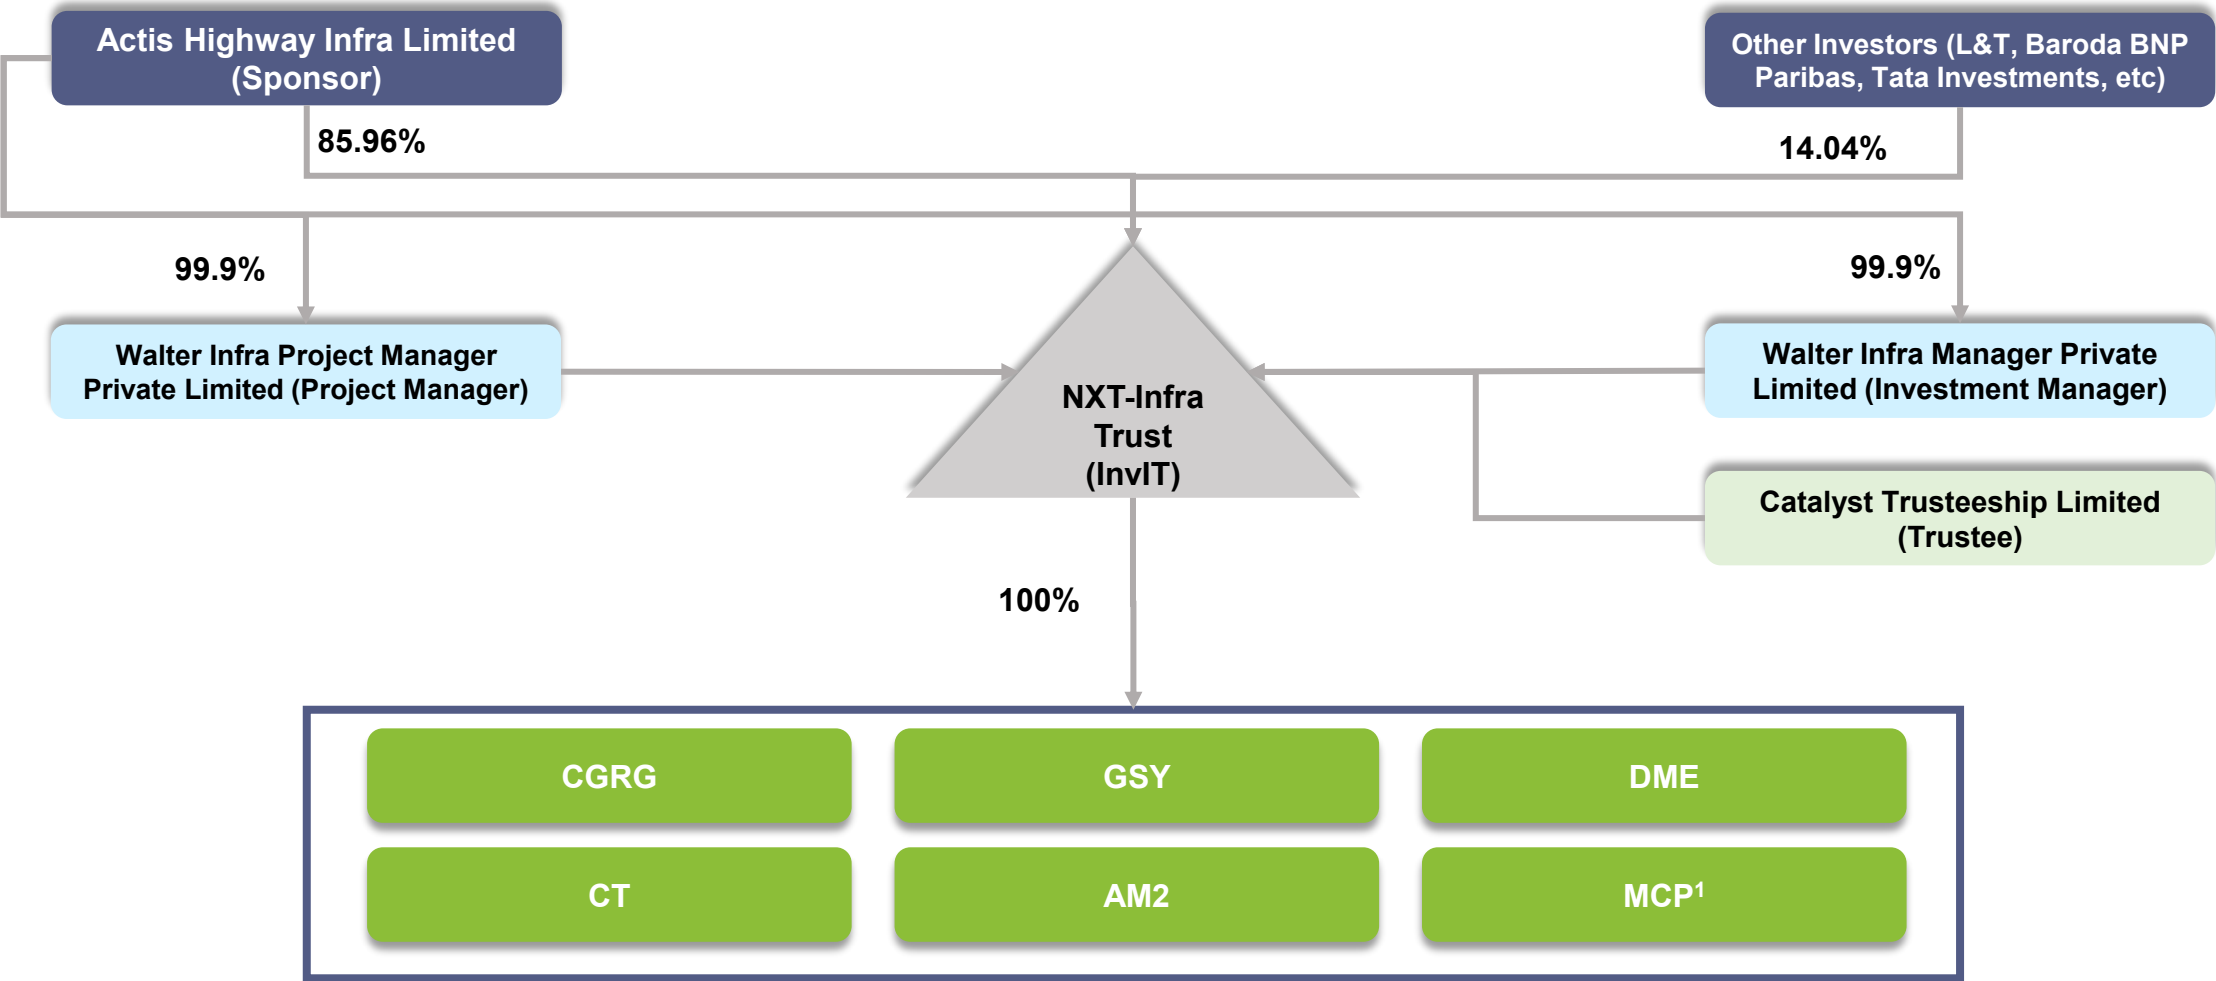 Actis Highway Infra Limited
(Sponsor)
Other Investors (L&T, Baroda BNP
Paribas, Tata Investments, etc)
85.96%
14.04%
99.9%
99.9%
Walter Infra Project Manager
Private Limited (Project Manager)
Walter Infra Manager Private
Limited (Investment Manager)
NXT-Infra
Trust
(InvIT)
Catalyst Trusteeship Limited
(Trustee)
100%
CGRG
GSY
DME
CT
AM2
MCP¹